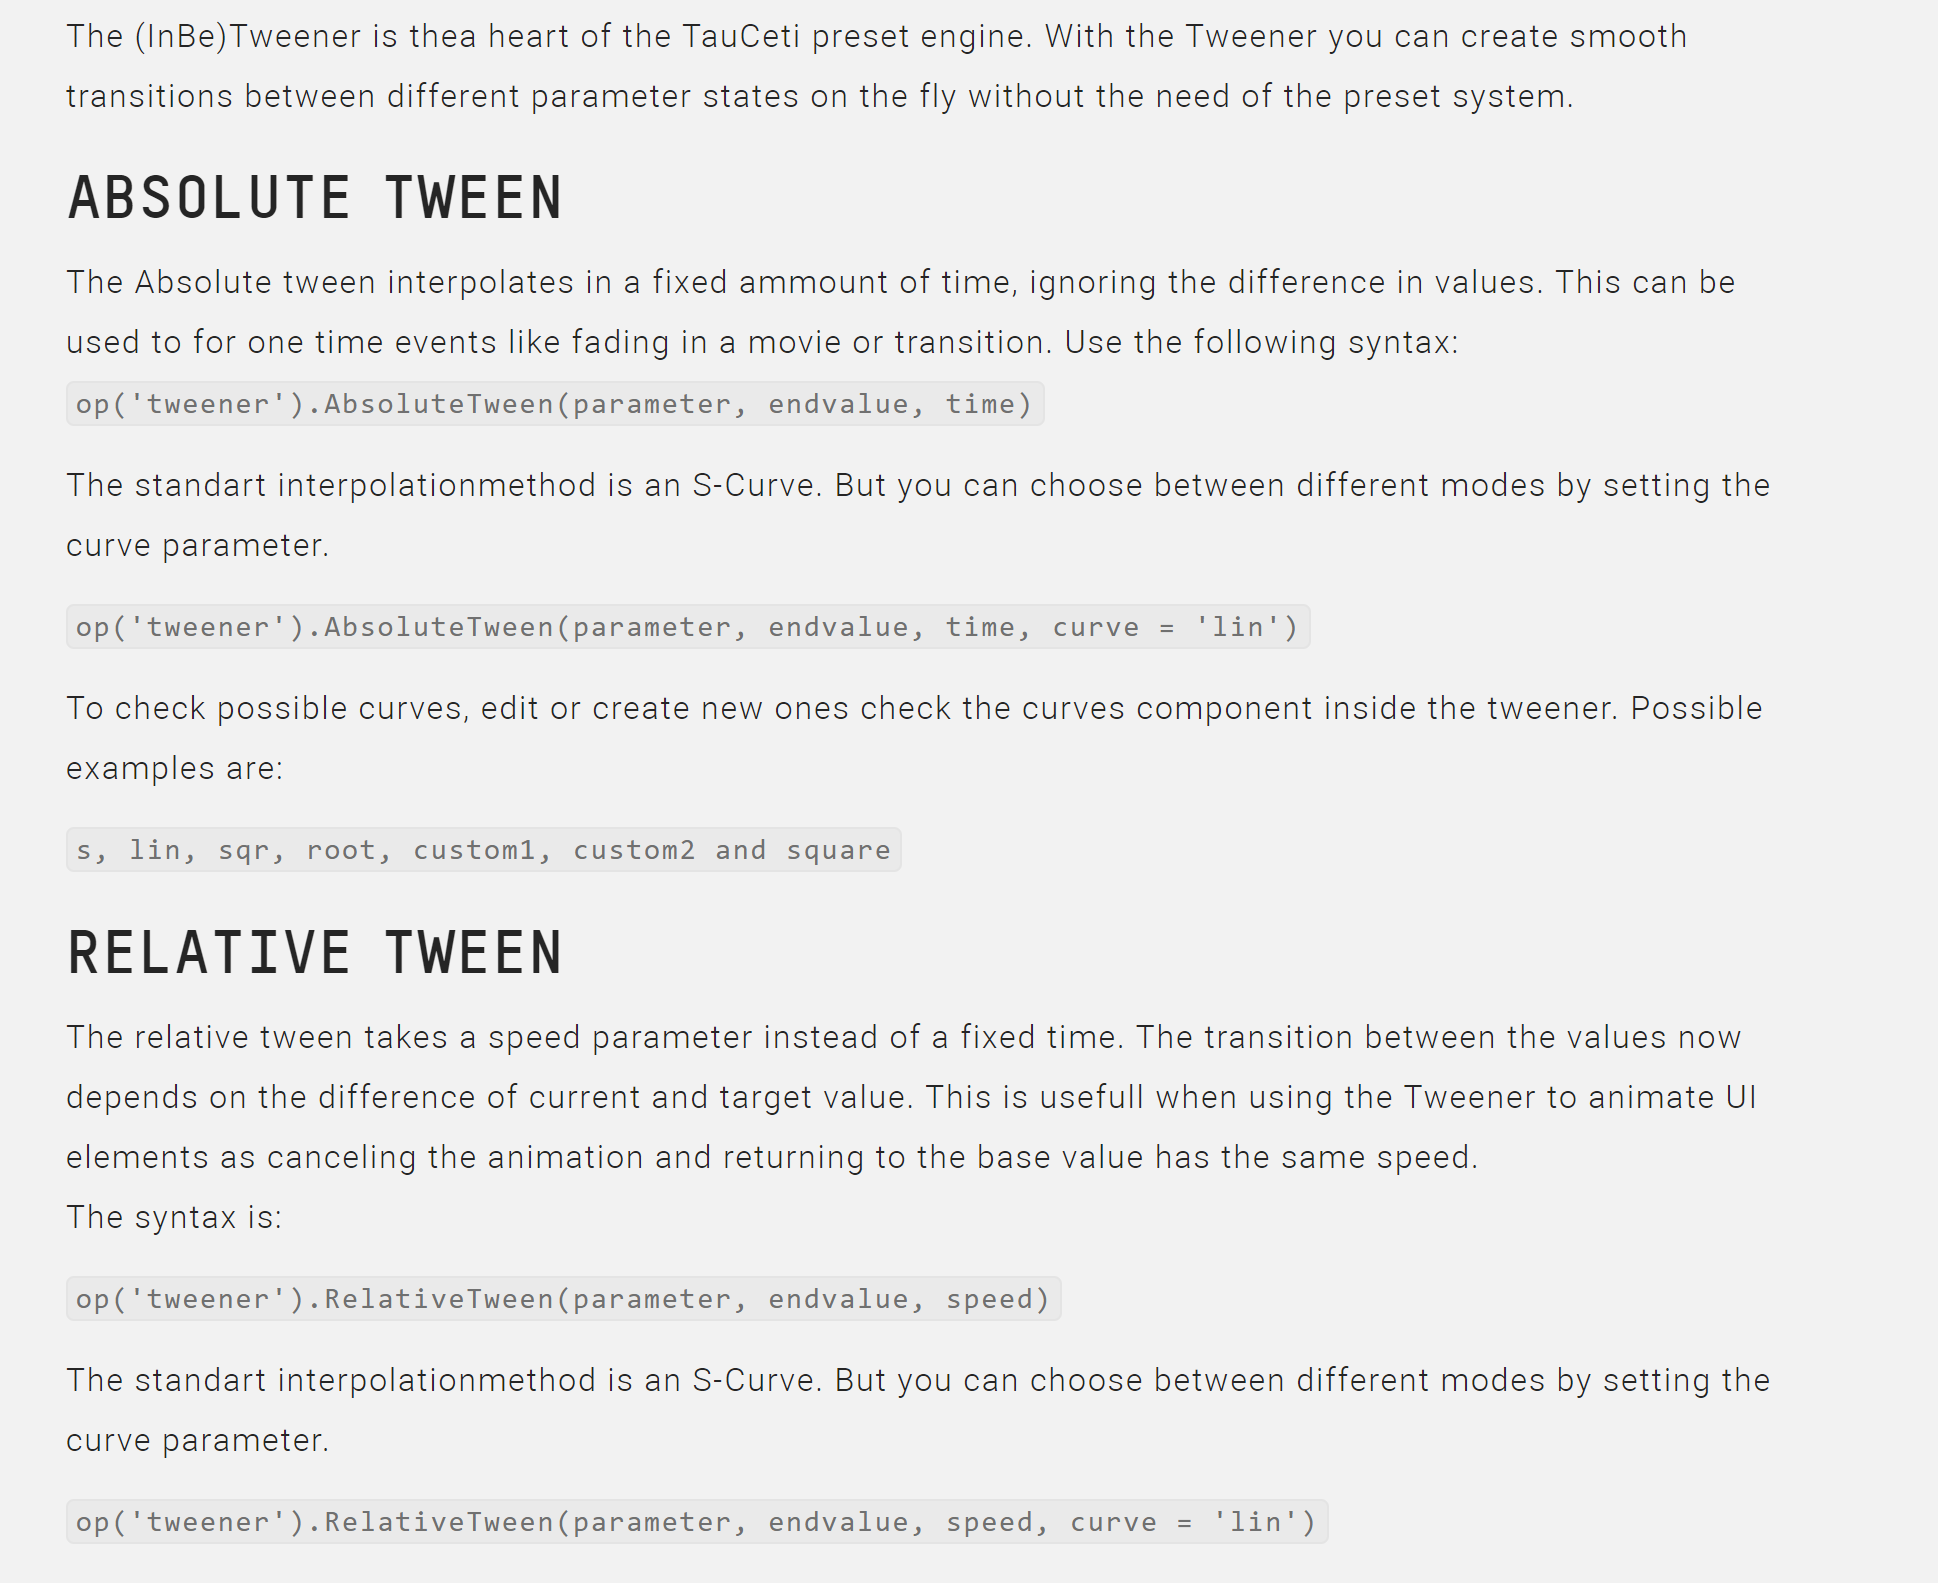 The (InBe)Tweener is thea heart of the TauCeti preset engine. With the Tweener you can create smooth
transitions between different parameter states on the fly without the need of the preset system.
ABSOLUTE TWEEN
The Absolute tween interpolates in a fixed ammount of time, ignoring the difference in values. This can be
used to for one time events like fading in a movie or transition. Use the following syntax:
op('tweener').AbsoluteTween(parameter, endvalue, time)
The standart interpolationmethod is an S-Curve. But you can choose between different modes by setting the
curve parameter.
op('tweener').AbsoluteTween(parameter, endvalue, time, curve = 'lin')
To check possible curves, edit or create new ones check the curves component inside the tweener. Possible
examples are:
s, lin, sqr, root, custom1, custom2 and square
RELATIVE TWEEN
The relative tween takes a speed parameter instead of a fixed time. The transition between the values now
depends on the difference of current and target value. This is usefull when using the Tweener to animate UI
elements as canceling the animation and returning to the base value has the same speed.
The syntax is:
op('tweener').RelativeTween(parameter, endvalue, speed)
The standart interpolationmethod is an S-Curve. But you can choose between different modes by setting the
curve parameter.
op('tweener').RelativeTween(parameter, endvalue, speed, curve = 'lin')